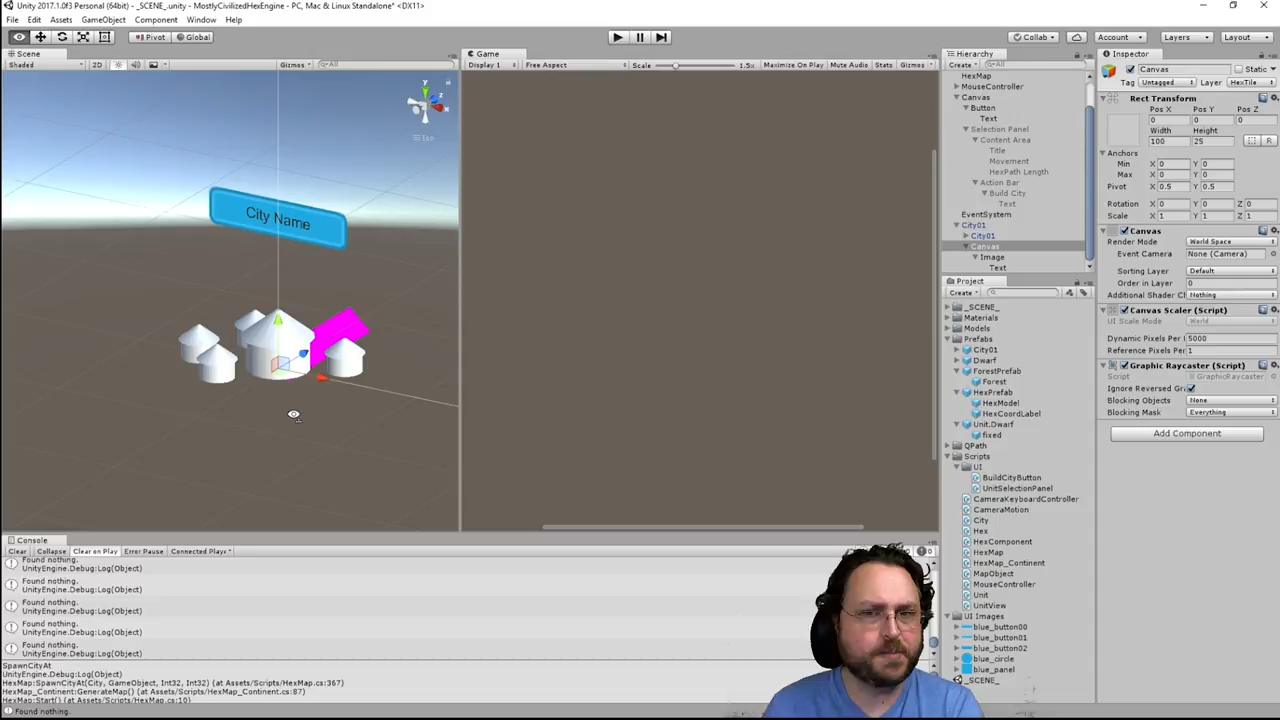 Unity 2017.1.0f3 Personal (64bit) - _SCENE_.unity - MostlyCivilizedHexEngine - PC, Mac & Linux Standalone* <DX11>
File Edit Assets GameObject Component Window Help
Pivot Global Collab Account Layers Layout
Scene Game Hierarchy Inspector
Shaded 2D Gizmos All Display 1 Free Aspect Scale 1.5x Maximize On Play Mute Audio Stats Gizmos Create All Canvas Static
Tag Untagged Layer HexTile
HexMap
MouseController
Canvas
Button
Text
Selection Panel
Content Area
Title
Movement
HexPath Length
Action Bar
Build City
Text
EventSystem
City01
City01
Canvas
Image
Text
Rect Transform
Pos X Pos Y Pos Z
0 0 0
Width Height
100 25 R
Anchors
Min X 0 Y 0
Max X 0 Y 0
Pivot X 0.5 Y 0.5
Rotation X 0 Y 0 Z 0
Scale X 1 Y 1 Z 1
Canvas
Render Mode World Space
Event Camera None (Camera)
Sorting Layer Default
Order in Layer 0
Additional Shader Cl Nothing
Canvas Scaler (Script)
UI Scale Mode World
Dynamic Pixels Per 5000
Reference Pixels Per 1
Graphic Raycaster (Script)
Script GraphicRaycaster
Ignore Reversed Gra
Blocking Objects None
Blocking Mask Everything
Add Component
y
z
x
Iso
City Name
Project
Create
_SCENE_
Materials
Models
Prefabs
City01
Dwarf
ForestPrefab
Forest
HexPrefab
HexModel
HexCoordLabel
Unit.Dwarf
fixed
QPath
Scripts
UI
BuildCityButton
UnitSelectionPanel
CameraKeyboardController
CameraMotion
City
Hex
HexComponent
HexMap
HexMap_Continent
MapObject
MouseController
Unit
UnitView
UI Images
blue_button00
blue_button01
blue_button02
blue_circle
blue_panel
_SCENE_
Console
Clear Collapse Clear on Play Error Pause Connected Player
Found nothing.
UnityEngine.Debug:Log(Object)
Found nothing.
UnityEngine.Debug:Log(Object)
Found nothing.
UnityEngine.Debug:Log(Object)
Found nothing.
UnityEngine.Debug:Log(Object)
Found nothing.
UnityEngine.Debug:Log(Object)
SpawnCityAt
UnityEngine.Debug:Log(Object)
HexMap:SpawnCityAt(City, GameObject, Int32, Int32) (at Assets/Scripts/HexMap.cs:367)
HexMap_Continent:GenerateMap() (at Assets/Scripts/HexMap_Continent.cs:87)
HexMap:Start() (at Assets/Scripts/HexMap.cs:10)
Found nothing.